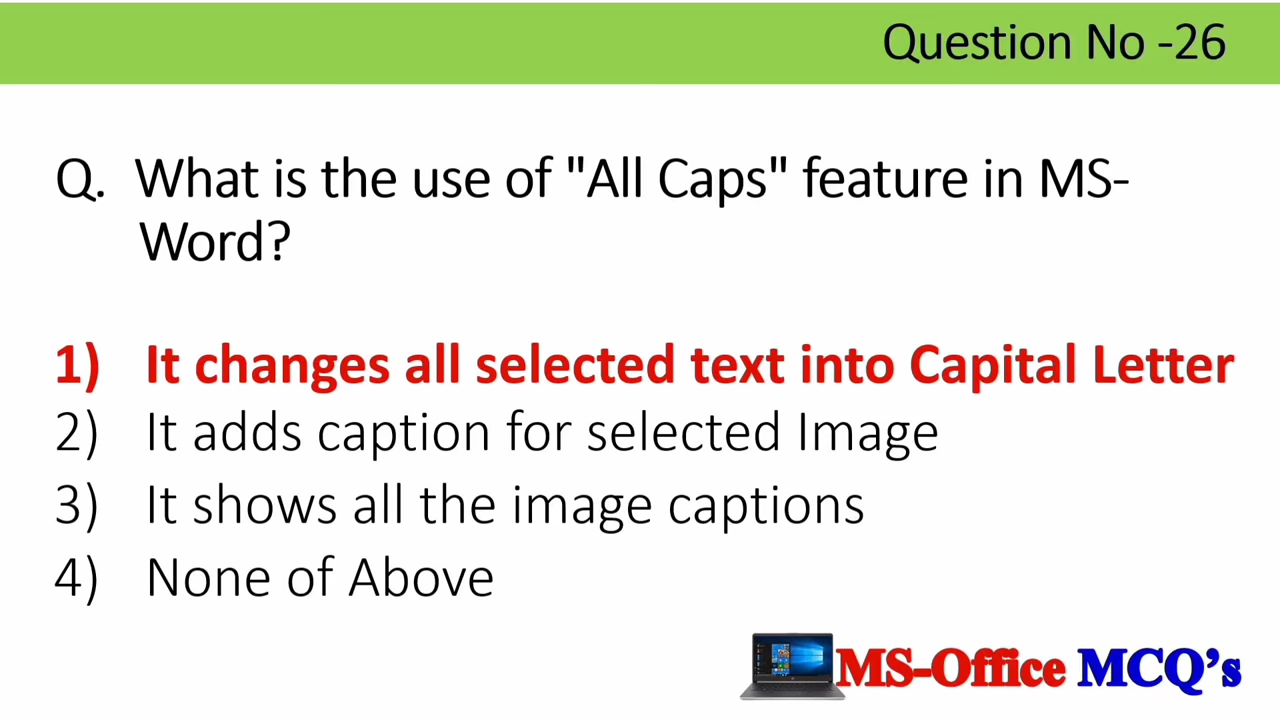 Question No -26
Q. What is the use of "All Caps" feature in MS-
Word?
1) It changes all selected text into Capital Letter
2) It adds caption for selected Image
3) It shows all the image captions
4) None of Above
MS-Office MCQ’s